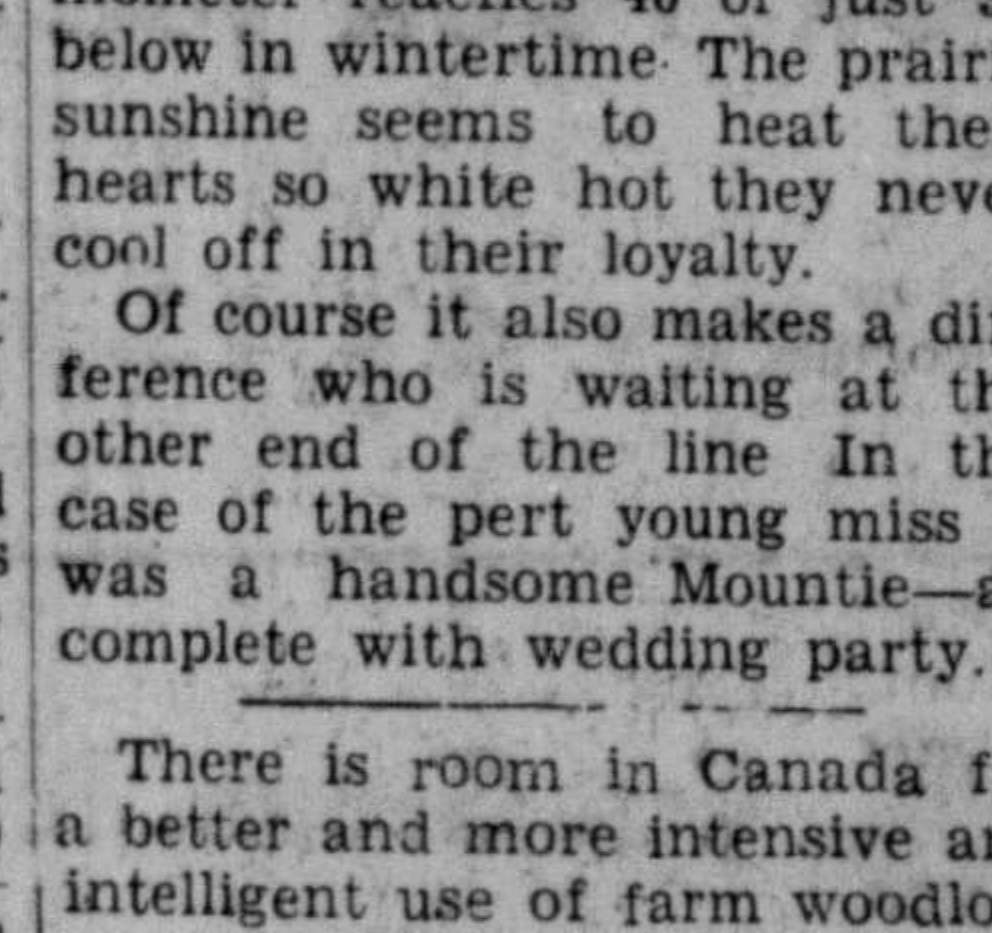 below in wintertime. The prairi
sunshine seems to heat the
hearts so white hot they neve
cool off in their loyalty.
Of course it also makes a dif
ference who is waiting at th
other end of the line In th
case of the pert young miss
was a handsome Mountie—a
complete with wedding party.
There is room in Canada f
a better and more intensive an
intelligent use of farm woodlo